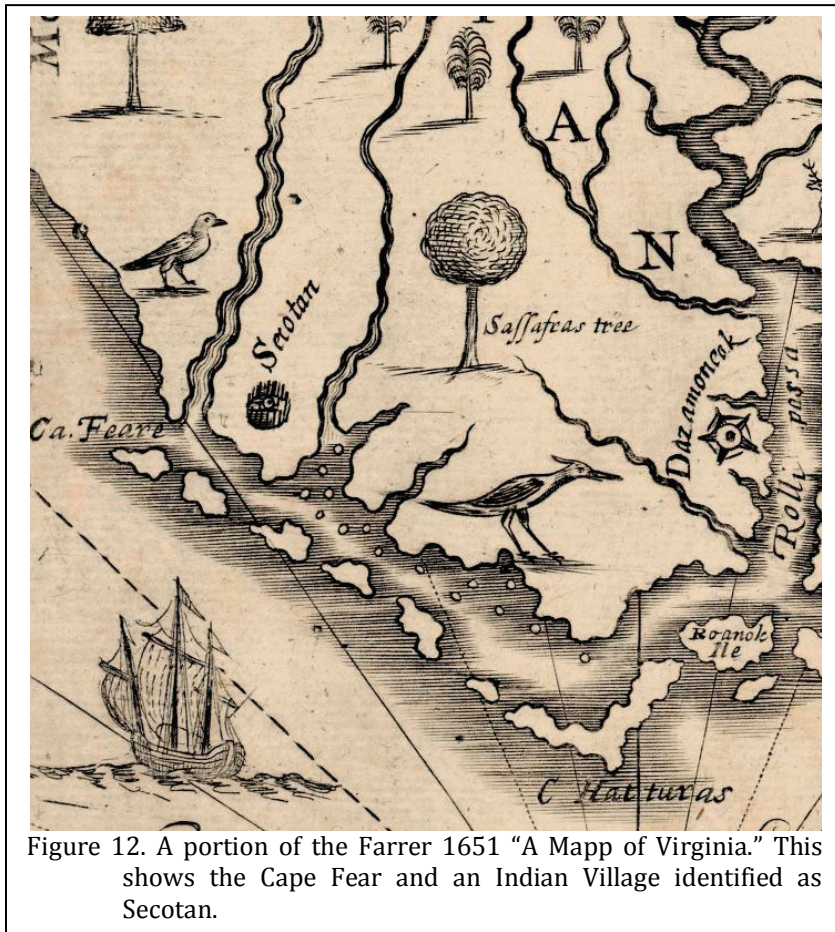 A
N
Secotan
Saſſafras tree
Dazamoncak
Rolli passa
Ca. Feare
Roanok
Ile
C Hatturas
Figure 12. A portion of the Farrer 1651 “A Mapp of Virginia.” This
shows the Cape Fear and an Indian Village identified as
Secotan.